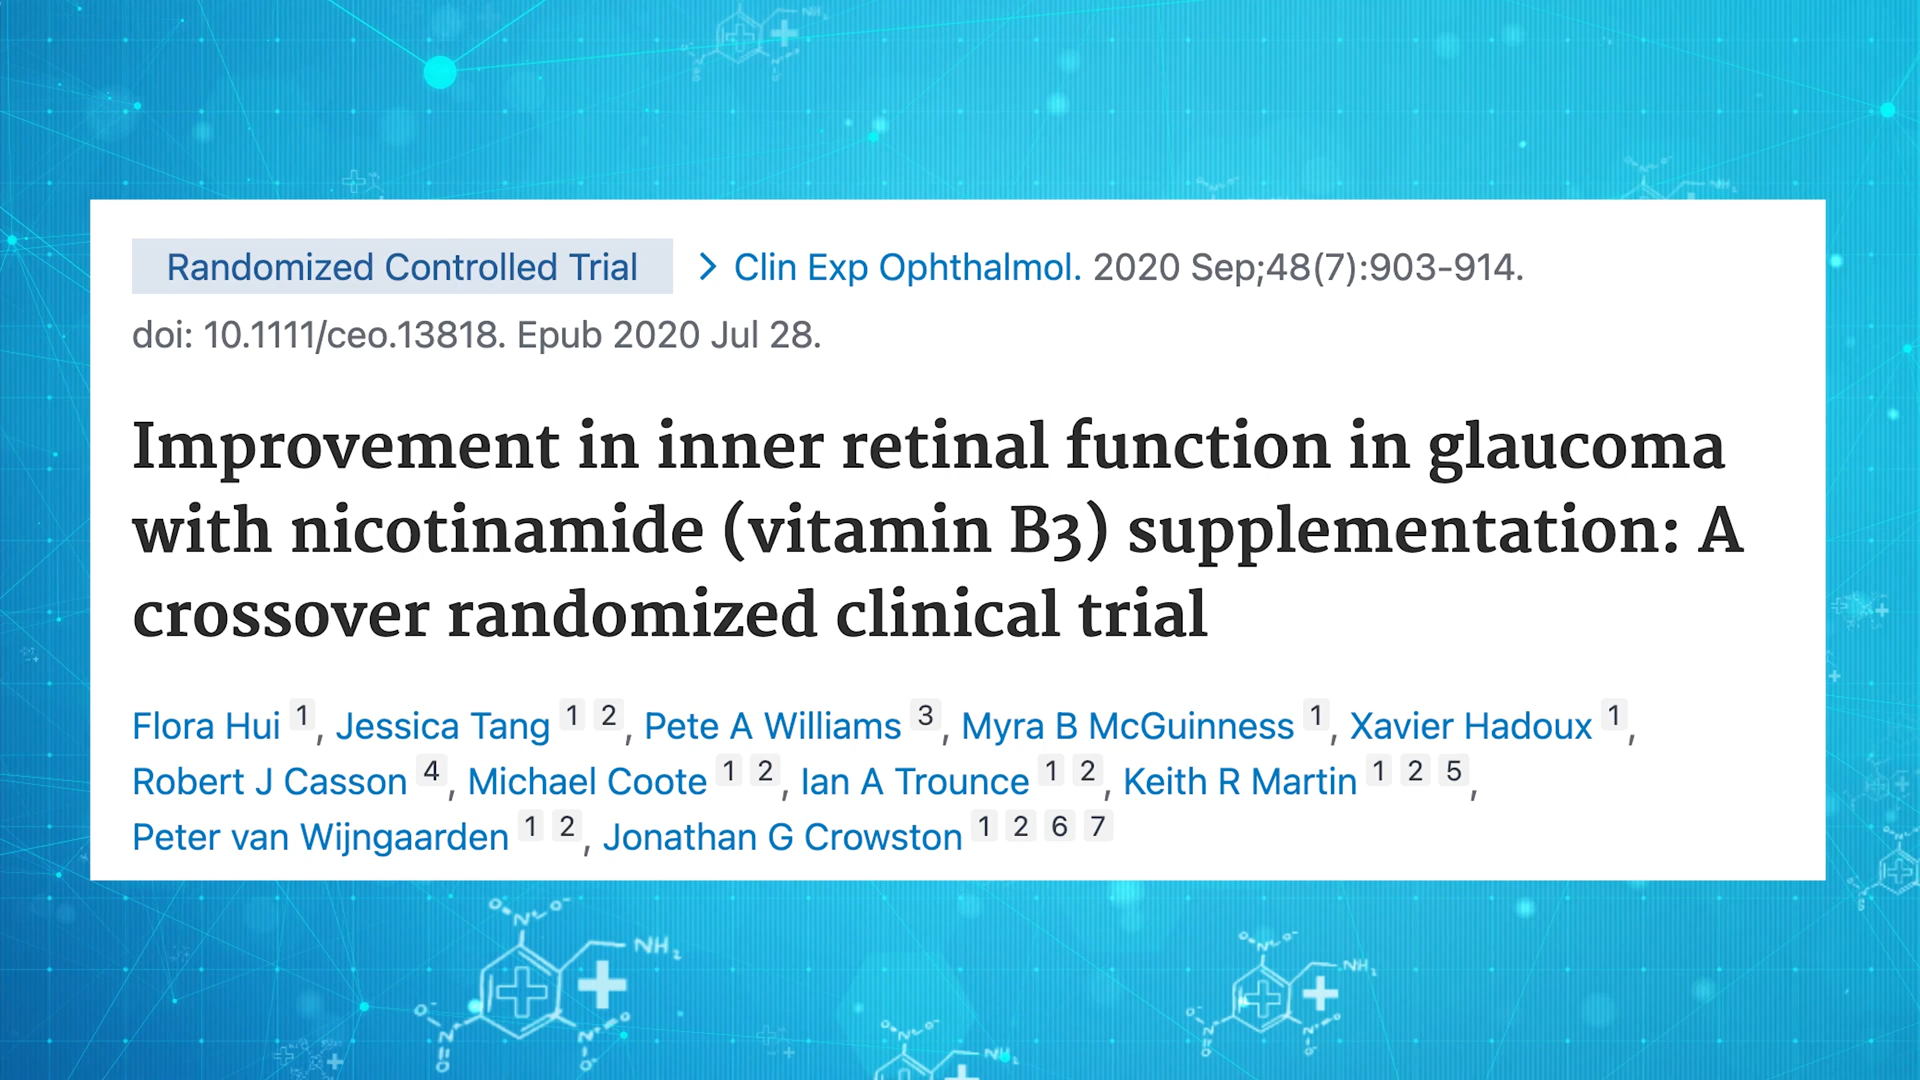 Randomized Controlled Trial > Clin Exp Ophthalmol. 2020 Sep;48(7):903-914.
doi: 10.1111/ceo.13818. Epub 2020 Jul 28.
Improvement in inner retinal function in glaucoma
with nicotinamide (vitamin B3) supplementation: A
crossover randomized clinical trial
Flora Hui 1, Jessica Tang 1 2, Pete A Williams 3, Myra B McGuinness 1, Xavier Hadoux 1,
Robert J Casson 4, Michael Coote 1 2, Ian A Trounce 1 2, Keith R Martin 1 2 5,
Peter van Wijngaarden 1 2, Jonathan G Crowston 1 2 6 7